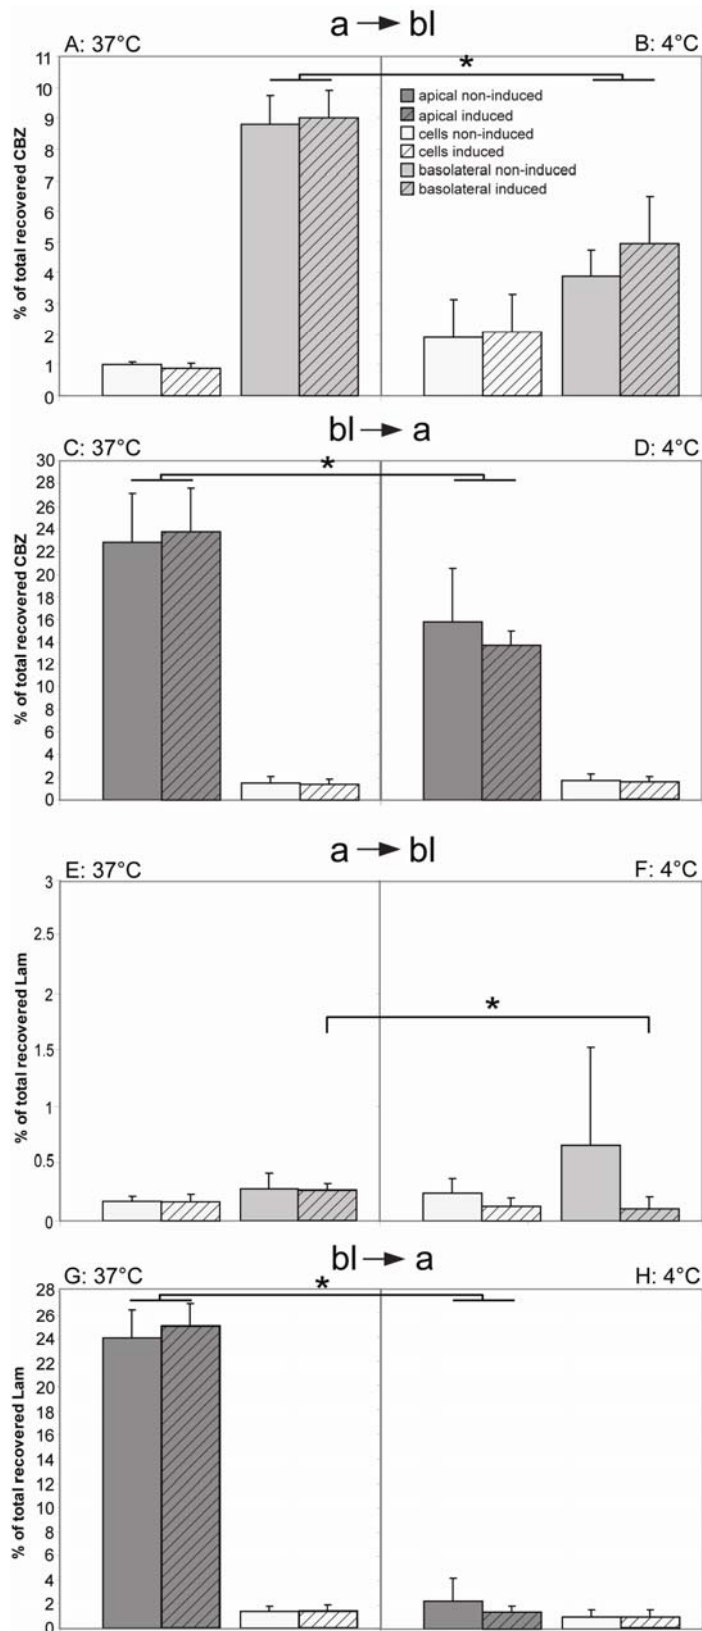 a → bl
A: 37°C
B: 4°C
% of total recovered CBZ
11
10
9
8
7
6
5
4
3
2
1
0
*
apical non-induced
apical induced
cells non-induced
cells induced
basolateral non-induced
basolateral induced
bl → a
C: 37°C
D: 4°C
% of total recovered CBZ
30
28
26
24
22
20
18
16
14
12
10
8
6
4
2
0
*
a → bl
E: 37°C
F: 4°C
% of total recovered Lam
3
2.5
2
1.5
1
0.5
0
*
bl → a
G: 37°C
H: 4°C
% of total recovered Lam
28
26
24
22
20
18
16
14
12
10
8
6
4
2
0
*